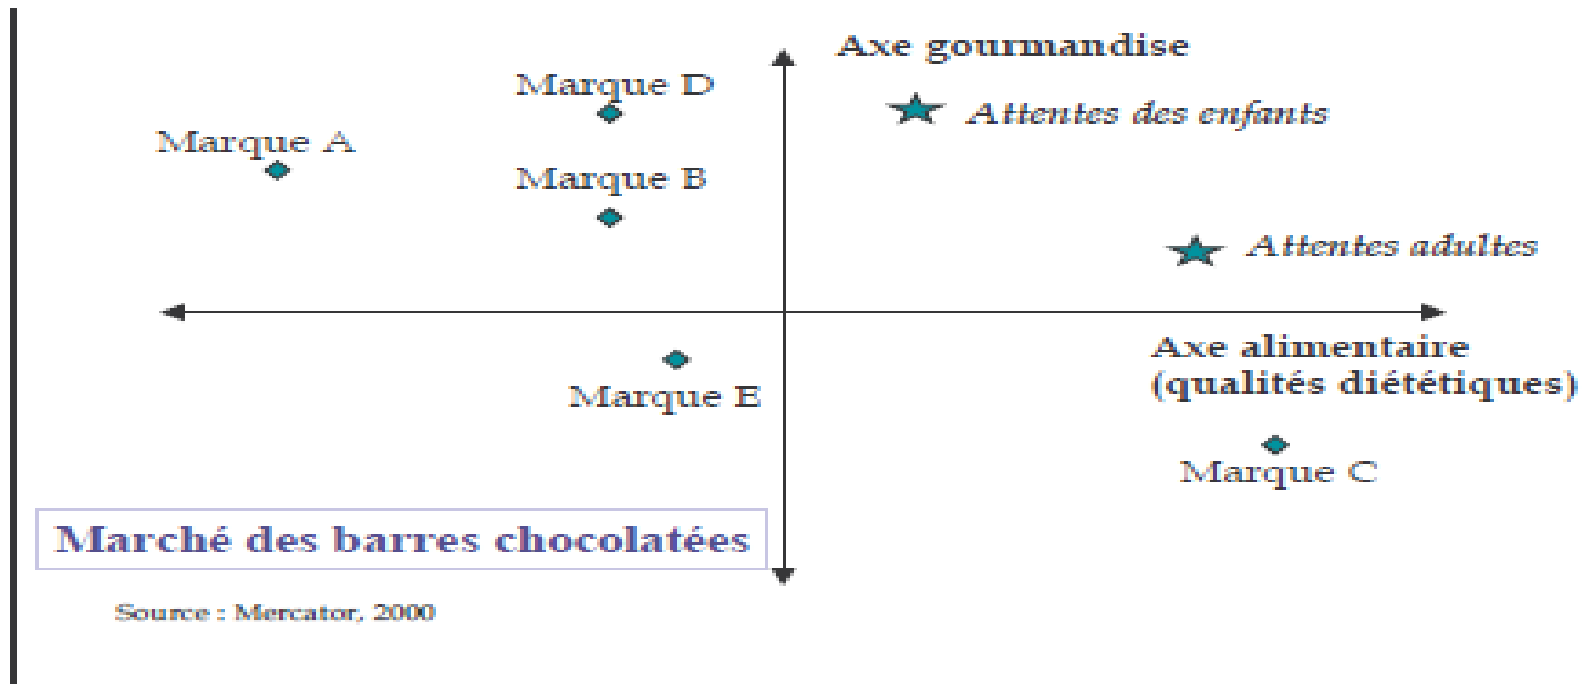 Axe gourmandise
Marque D
Attentes des enfants
Marque A
Marque B
Attentes adultes
Axe alimentaire
(qualités diététiques)
Marque E
Marque C
Marché des barres chocolatées
Source : Mercator, 2000